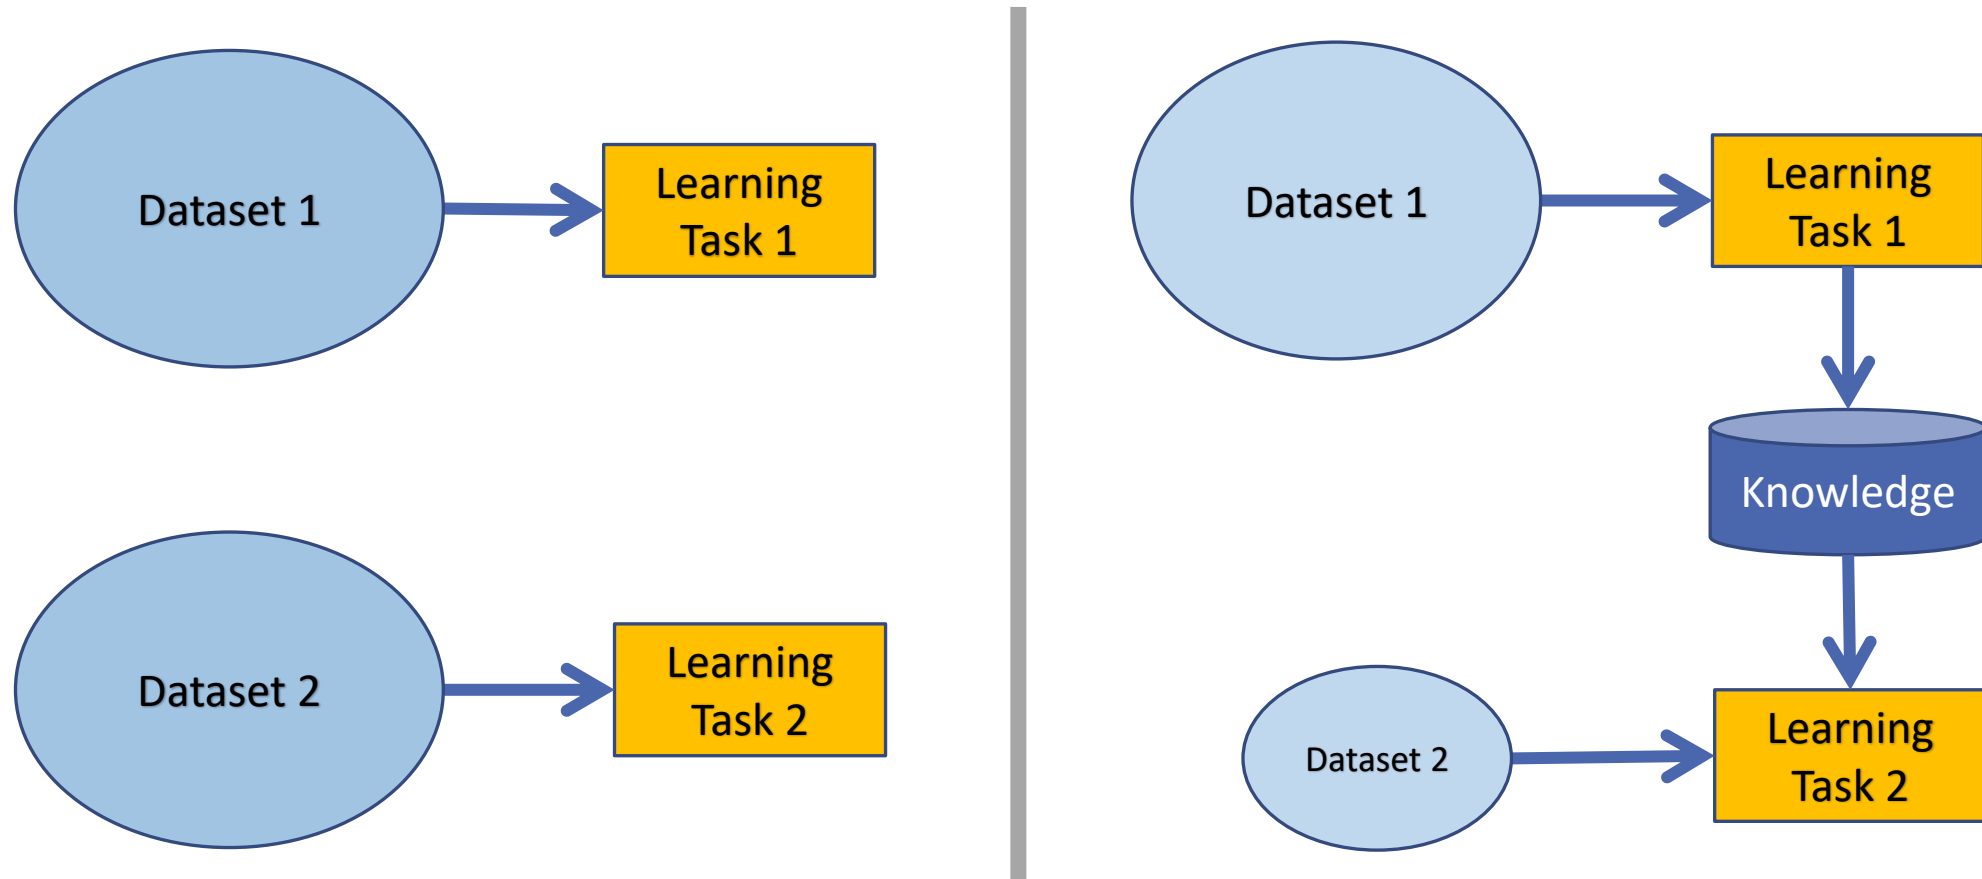 Dataset 1
Learning
Task 1
Dataset 2
Learning
Task 2
Dataset 1
Learning
Task 1
Knowledge
Dataset 2
Learning
Task 2